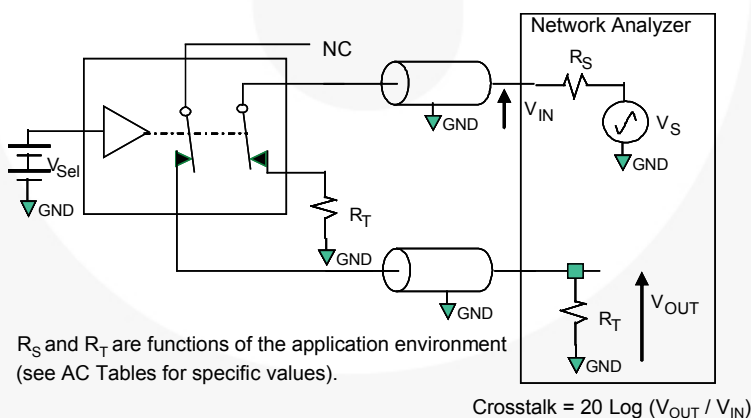 Network Analyzer
NC
R_S
GND
V_IN
V_S
GND
V_Sel
GND
R_T
GND
GND
V_OUT
R_T
GND
R_S and R_T are functions of the application environment
(see AC Tables for specific values).
Crosstalk = 20 Log (V_OUT / V_IN)